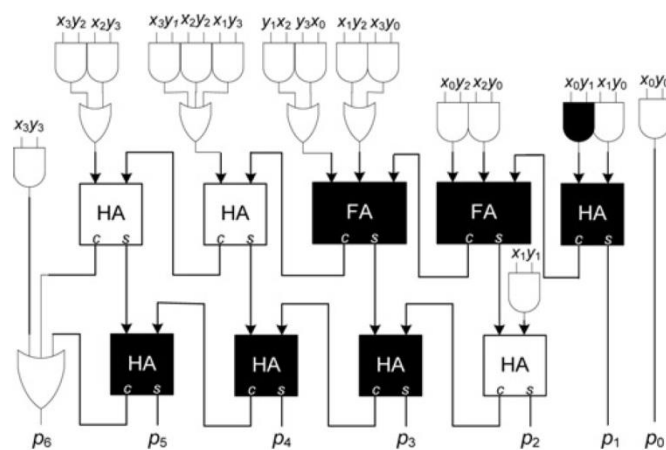 x₃y₂ x₂y₃ x₃y₁ x₂y₂ x₁y₃ y₁x₂ y₃x₀ x₁y₂ x₃y₀
x₀y₂ x₂y₀ x₀y₁ x₁y₀ x₀y₀
x₃y₃
HA HA FA FA HA
c s c s c s c s c s
x₁y₁
HA HA HA HA
c s c s c s c s
p₆ p₅ p₄ p₃ p₂ p₁ p₀